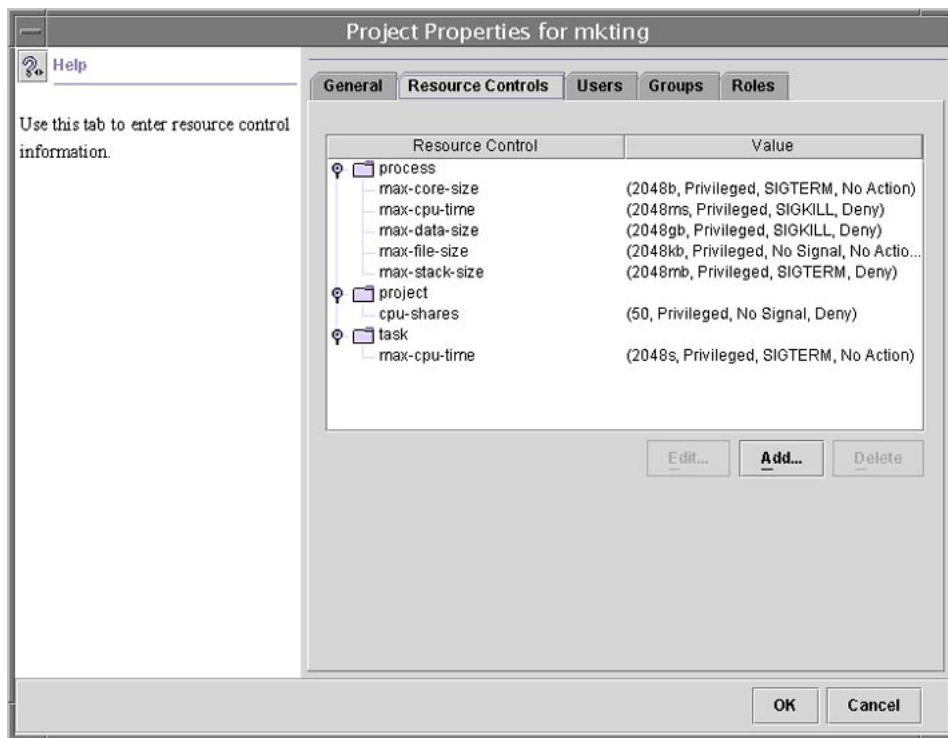 Project Properties for mkting
Help
Use this tab to enter resource control
information.
General Resource Controls Users Groups Roles
Resource Control Value
process
max-core-size (2048b, Privileged, SIGTERM, No Action)
max-cpu-time (2048ms, Privileged, SIGKILL, Deny)
max-data-size (2048gb, Privileged, SIGKILL, Deny)
max-file-size (2048kb, Privileged, No Signal, No Actio...
max-stack-size (2048mb, Privileged, SIGTERM, Deny)
project
cpu-shares (50, Privileged, No Signal, Deny)
task
max-cpu-time (2048s, Privileged, SIGTERM, No Action)
Edit... Add... Delete
OK Cancel